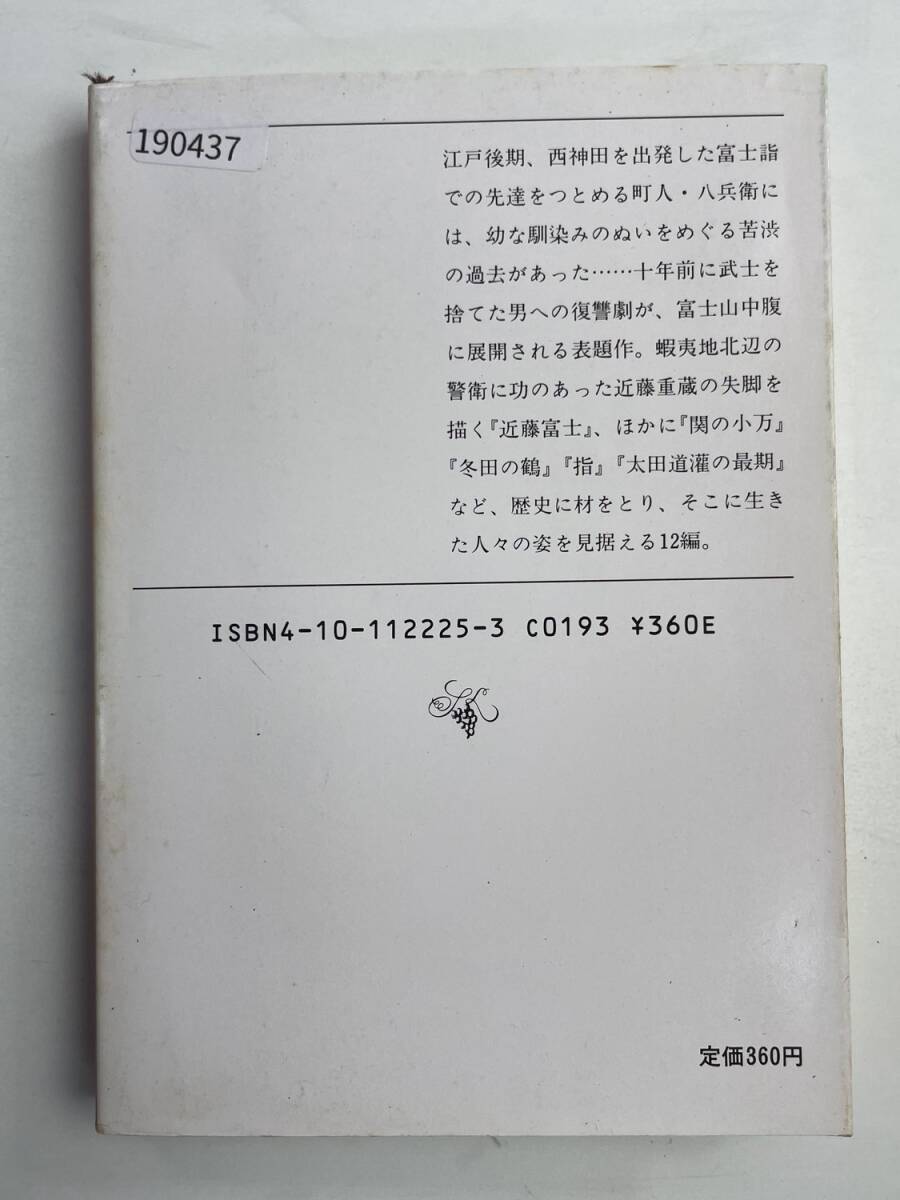 190437
江戸後期、西神田を出発した富士詣
での先達をつとめる町人・八兵衛に
は、幼な馴染みのぬいをめぐる苦渋
の過去があった……十年前に武士を
捨てた男への復讐劇が、富士山中腹
に展開される表題作。蝦夷地北辺の
警衛に功のあった近藤重蔵の失脚を
描く『近藤富士』、ほかに『関の小万』
『冬田の鶴』『指』『太田道灌の最期』
など、歴史に材をとり、そこに生き
た人々の姿を見据える12編。
ISBN4-10-112225-3 C0193 ¥360E
定価360円